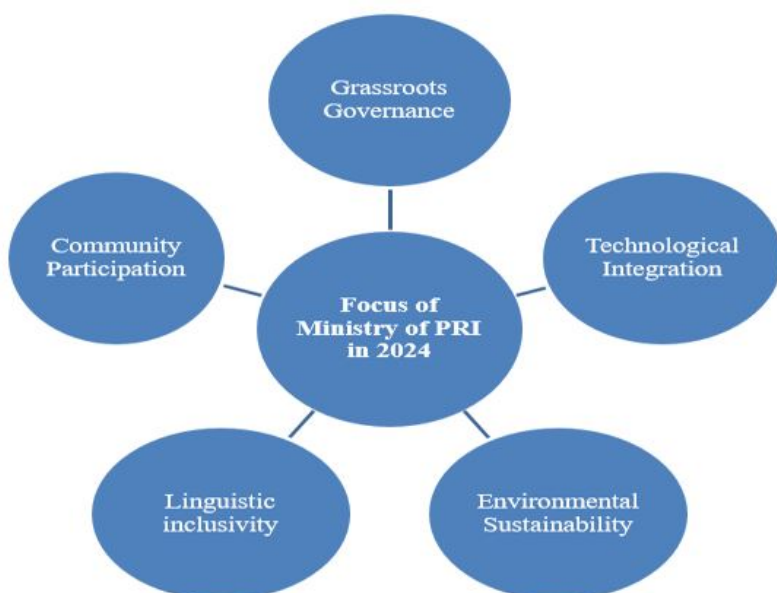 Grassroots
Governance
Community
Participation
Technological
Integration
Focus of
Ministry of PRI
in 2024
Linguistic
inclusivity
Environmental
Sustainability